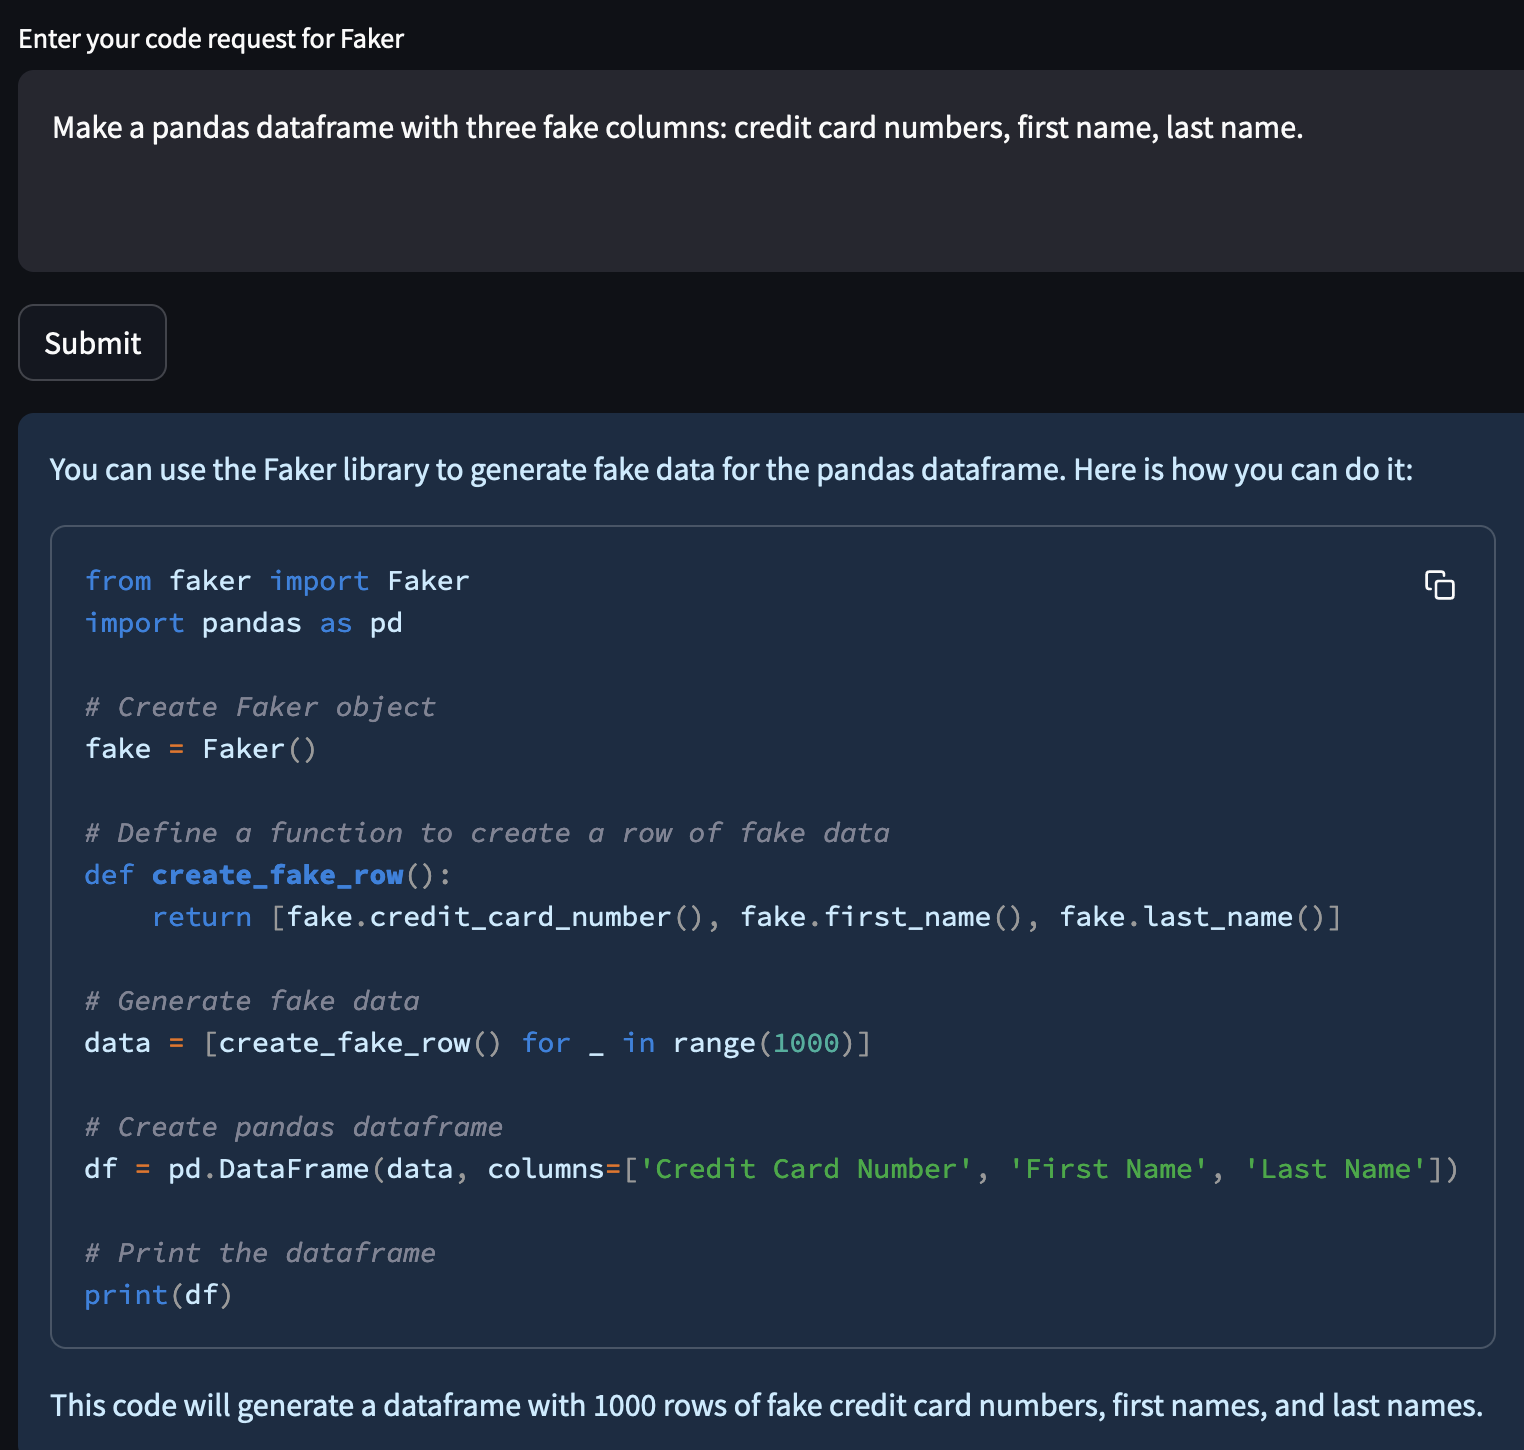 Enter your code request for Faker
Make a pandas dataframe with three fake columns: credit card numbers, first name, last name.
Submit
You can use the Faker library to generate fake data for the pandas dataframe. Here is how you can do it:
from faker import Faker
import pandas as pd
# Create Faker object
fake = Faker()
# Define a function to create a row of fake data
def create_fake_row():
    return [fake.credit_card_number(), fake.first_name(), fake.last_name()]
# Generate fake data
data = [create_fake_row() for _ in range(1000)]
# Create pandas dataframe
df = pd.DataFrame(data, columns=['Credit Card Number', 'First Name', 'Last Name'])
# Print the dataframe
print(df)
This code will generate a dataframe with 1000 rows of fake credit card numbers, first names, and last names.